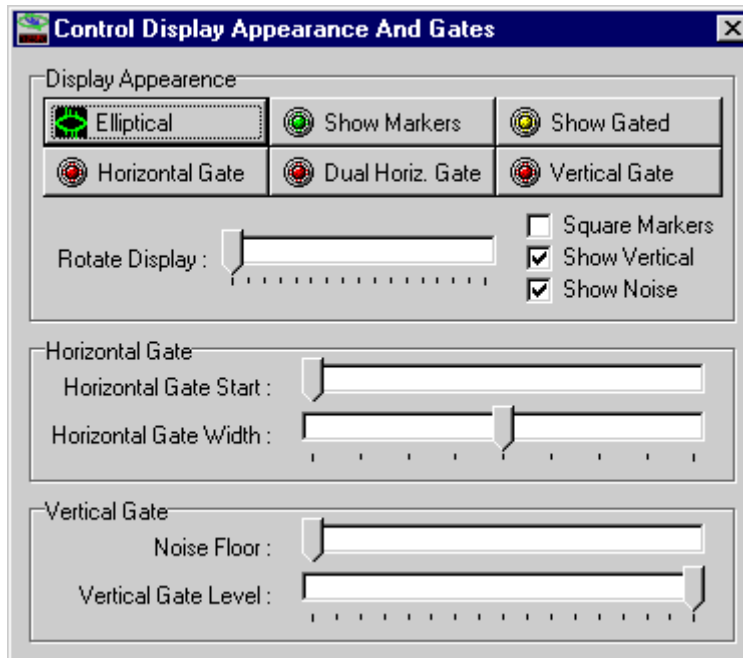 Control Display Appearance And Gates
Display Appearence
Elliptical
Show Markers
Show Gated
Horizontal Gate
Dual Horiz. Gate
Vertical Gate
Rotate Display :
Square Markers
Show Vertical
Show Noise
Horizontal Gate
Horizontal Gate Start :
Horizontal Gate Width :
Vertical Gate
Noise Floor :
Vertical Gate Level :